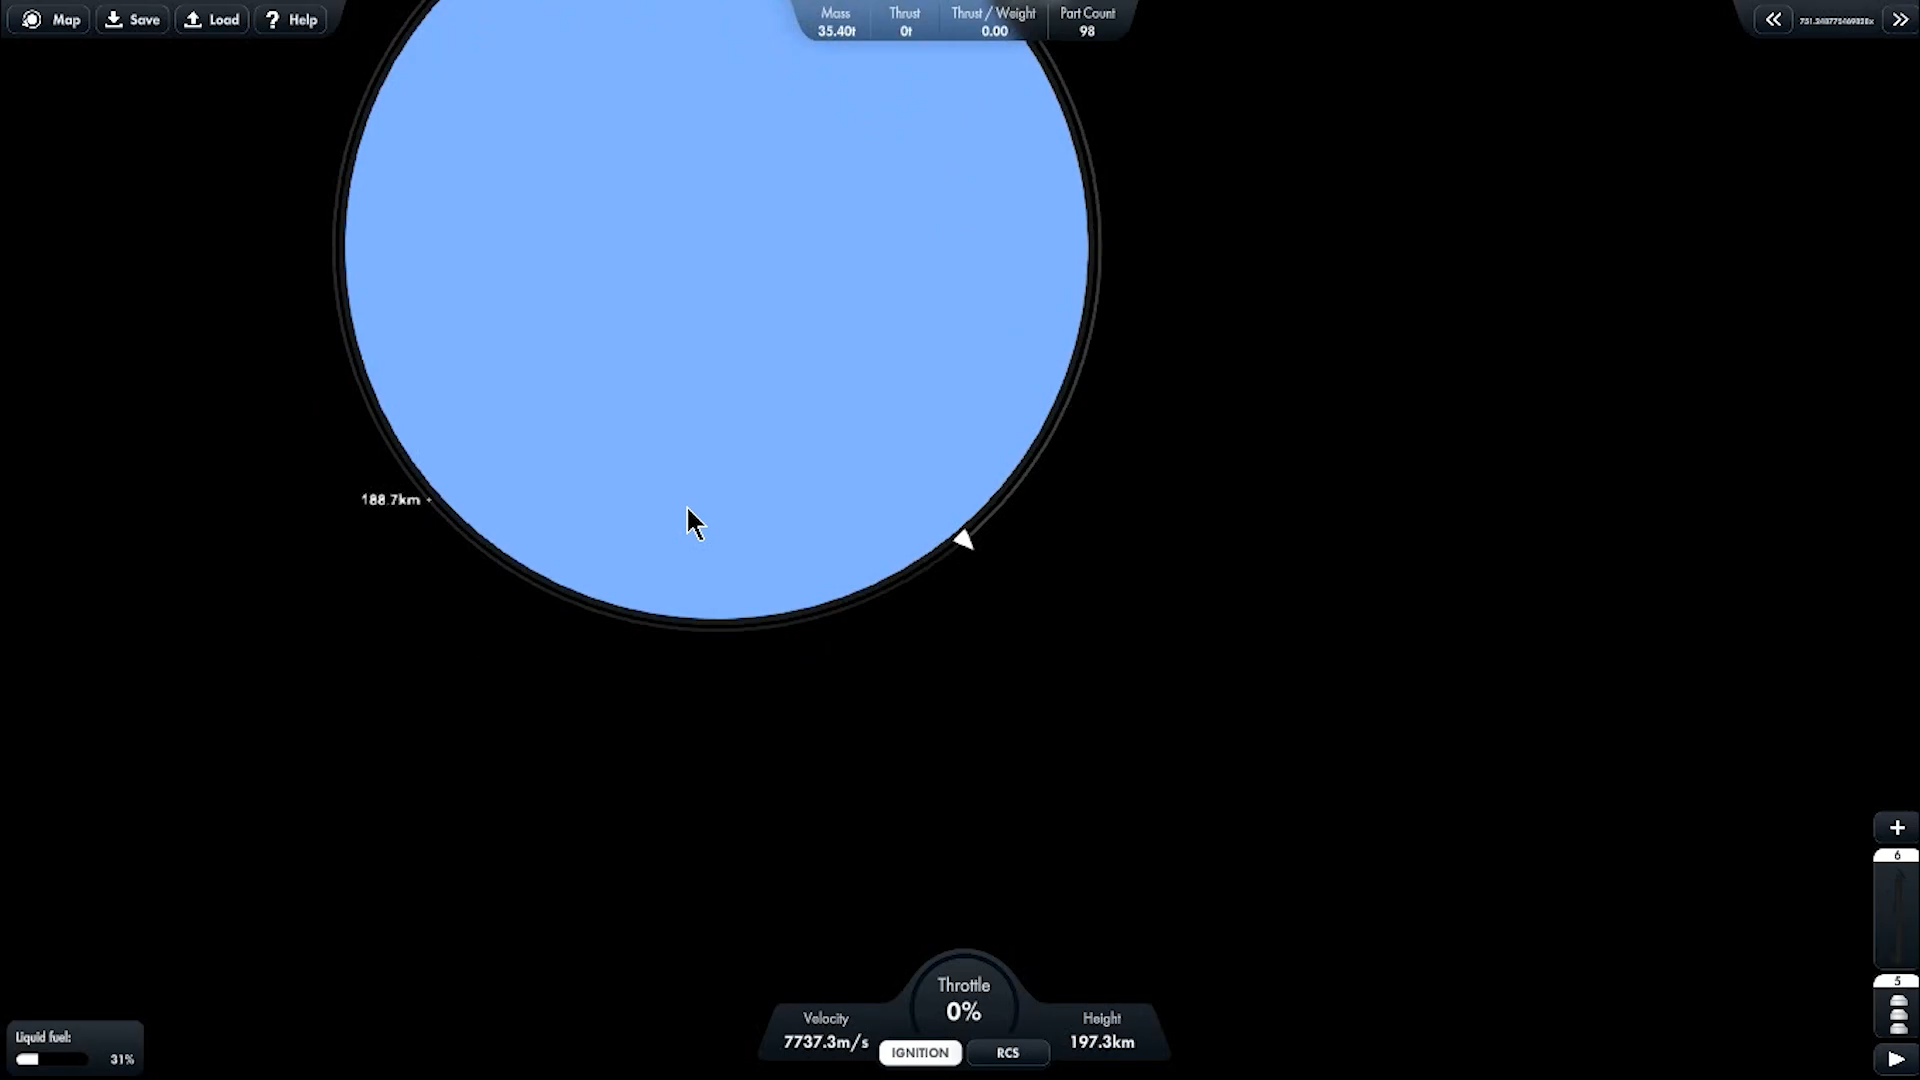 Map
Save
Load
Help
Mass
35.40t
Thrust
0t
Thrust / Weight
0.00
Part Count
98
188.7km
Throttle
0%
Velocity
7737.3m/s
Height
197.3km
IGNITION
RCS
Liquid fuel:
31%
6
5